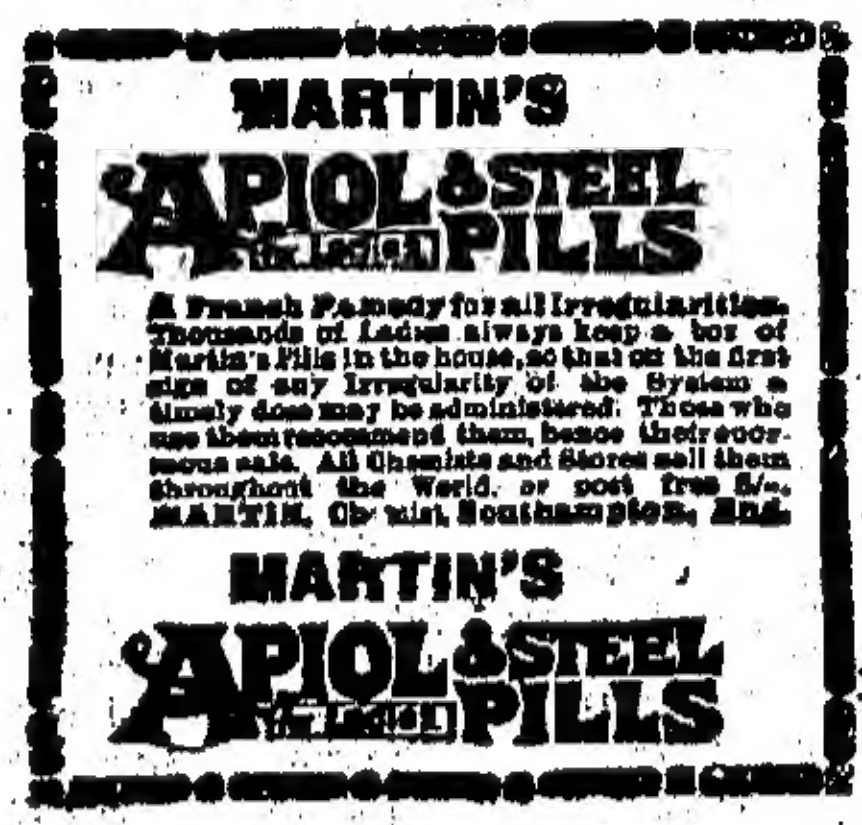 MARTIN'S
APIOL & STEEL
for Ladies PILLS
A French Remedy for all Irregularities.
Thousands of Ladies always keep a box of
Martin's Pills in the house, so that on the first
sign of any Irregularity of the System a
timely dose may be administered. Those who
use them recommend them, hence their enor-
mous sale. All Chemists and Stores sell them
throughout the World, or post free 5/-.
MARTIN, Chemist, Southampton, Eng.
MARTIN'S
APIOL & STEEL
for Ladies PILLS